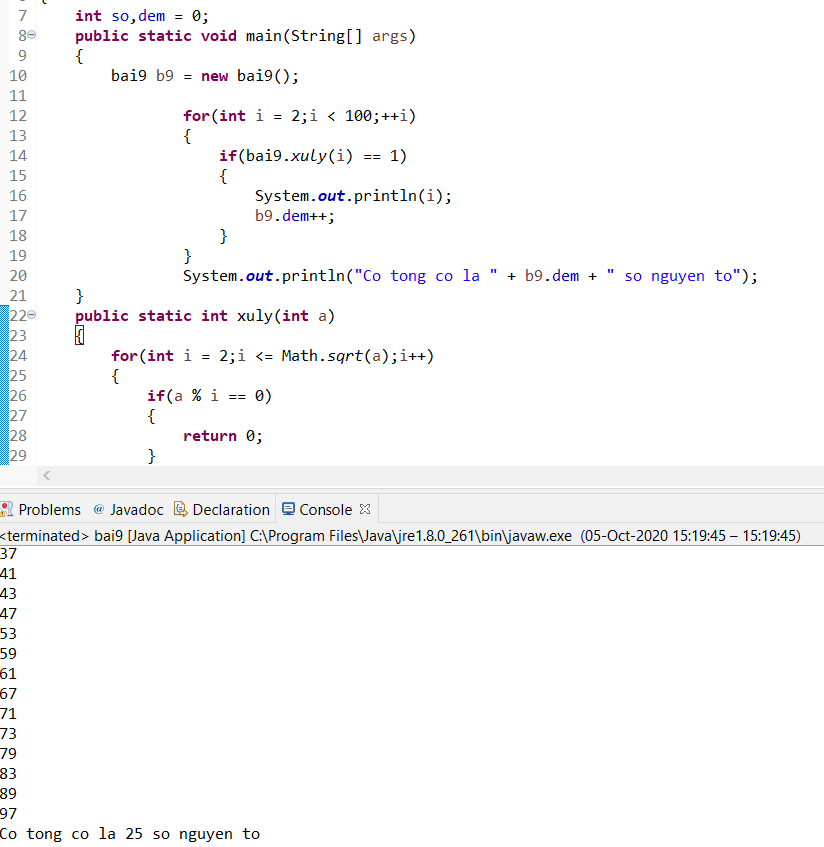 7 int so,dem = 0;
8 public static void main(String[] args)
9 {
10 bai9 b9 = new bai9();
11
12 for(int i = 2;i < 100;++i)
13 {
14 if(bai9.xuly(i) == 1)
15 {
16 System.out.println(i);
17 b9.dem++;
18 }
19 }
20 System.out.println("Co tong co la " + b9.dem + " so nguyen to");
21 }
22 public static int xuly(int a)
23 {
24 for(int i = 2;i <= Math.sqrt(a);i++)
25 {
26 if(a % i == 0)
27 {
28 return 0;
29 }
Problems @ Javadoc Declaration Console
<terminated> bai9 [Java Application] C:\Program Files\Java\jre1.8.0_261\bin\javaw.exe (05-Oct-2020 15:19:45 – 15:19:45)
37
41
43
47
53
59
61
67
71
73
79
83
89
97
Co tong co la 25 so nguyen to